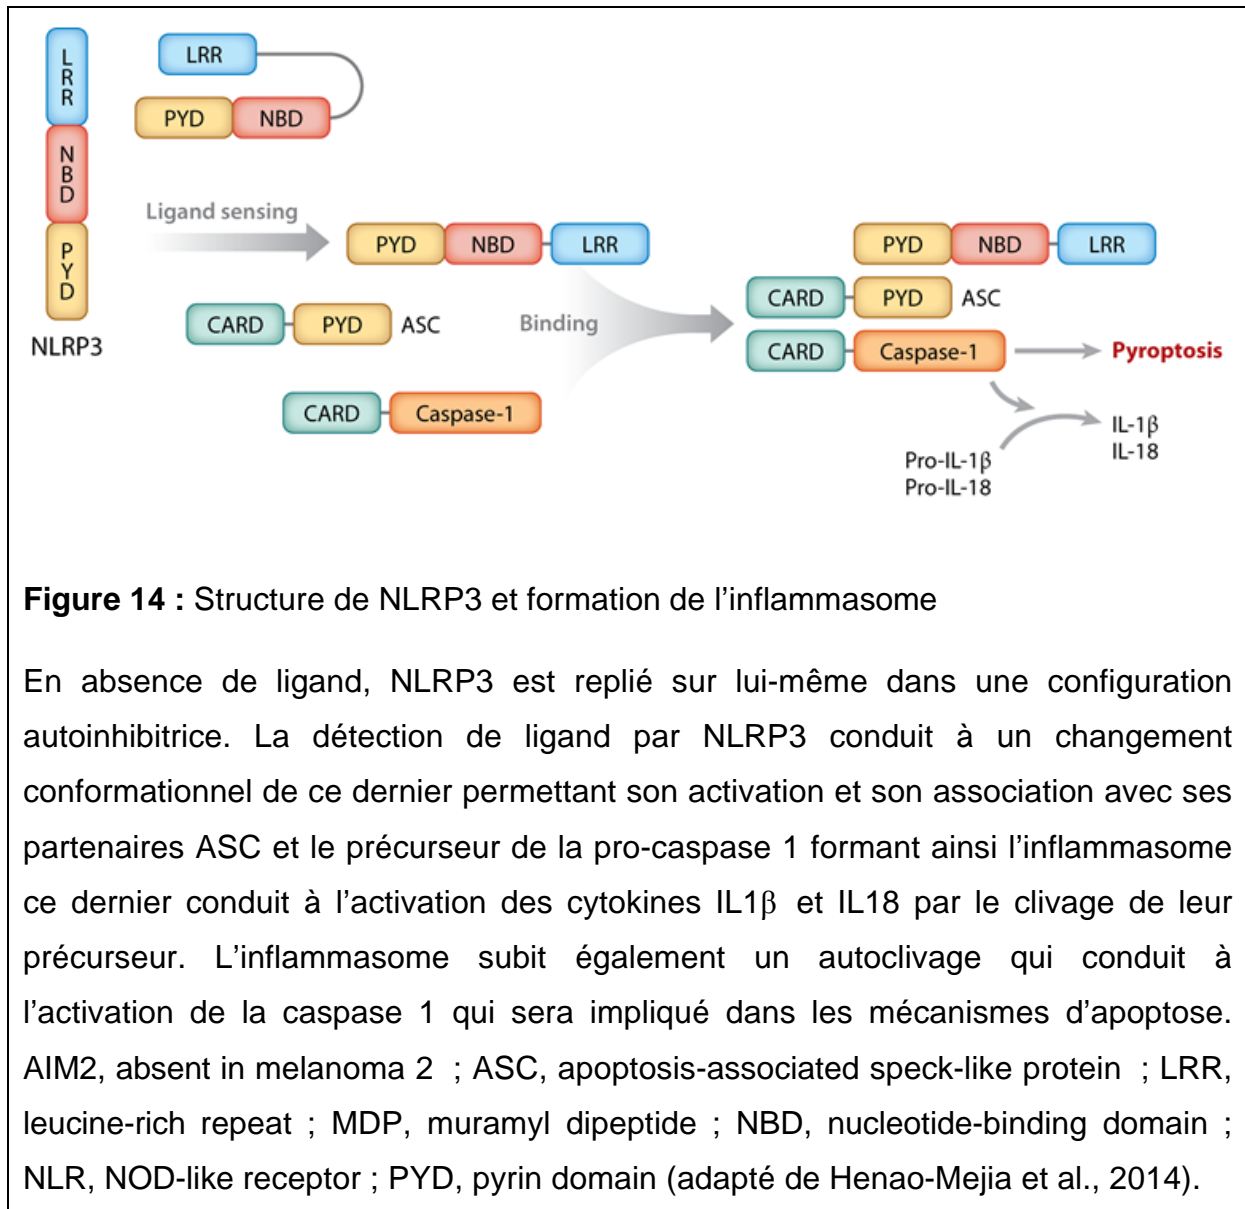 LRR
NBD
PYD
NLRP3
LRR
PYD NBD
Ligand sensing
PYD NBD LRR
CARD PYD ASC
CARD Caspase-1
Binding
PYD NBD LRR
CARD PYD ASC
CARD Caspase-1
Pyroptosis
Pro-IL-1β
Pro-IL-18
IL-1β
IL-18
Figure 14 : Structure de NLRP3 et formation de l’inflammasome
En absence de ligand, NLRP3 est replié sur lui-même dans une configuration
autoinhibitrice. La détection de ligand par NLRP3 conduit à un changement
conformationnel de ce dernier permettant son activation et son association avec ses
partenaires ASC et le précurseur de la pro-caspase 1 formant ainsi l’inflammasome
ce dernier conduit à l’activation des cytokines IL1β et IL18 par le clivage de leur
précurseur. L’inflammasome subit également un autoclivage qui conduit à
l’activation de la caspase 1 qui sera impliqué dans les mécanismes d’apoptose.
AIM2, absent in melanoma 2 ; ASC, apoptosis-associated speck-like protein ; LRR,
leucine-rich repeat ; MDP, muramyl dipeptide ; NBD, nucleotide-binding domain ;
NLR, NOD-like receptor ; PYD, pyrin domain (adapté de Henao-Mejia et al., 2014).